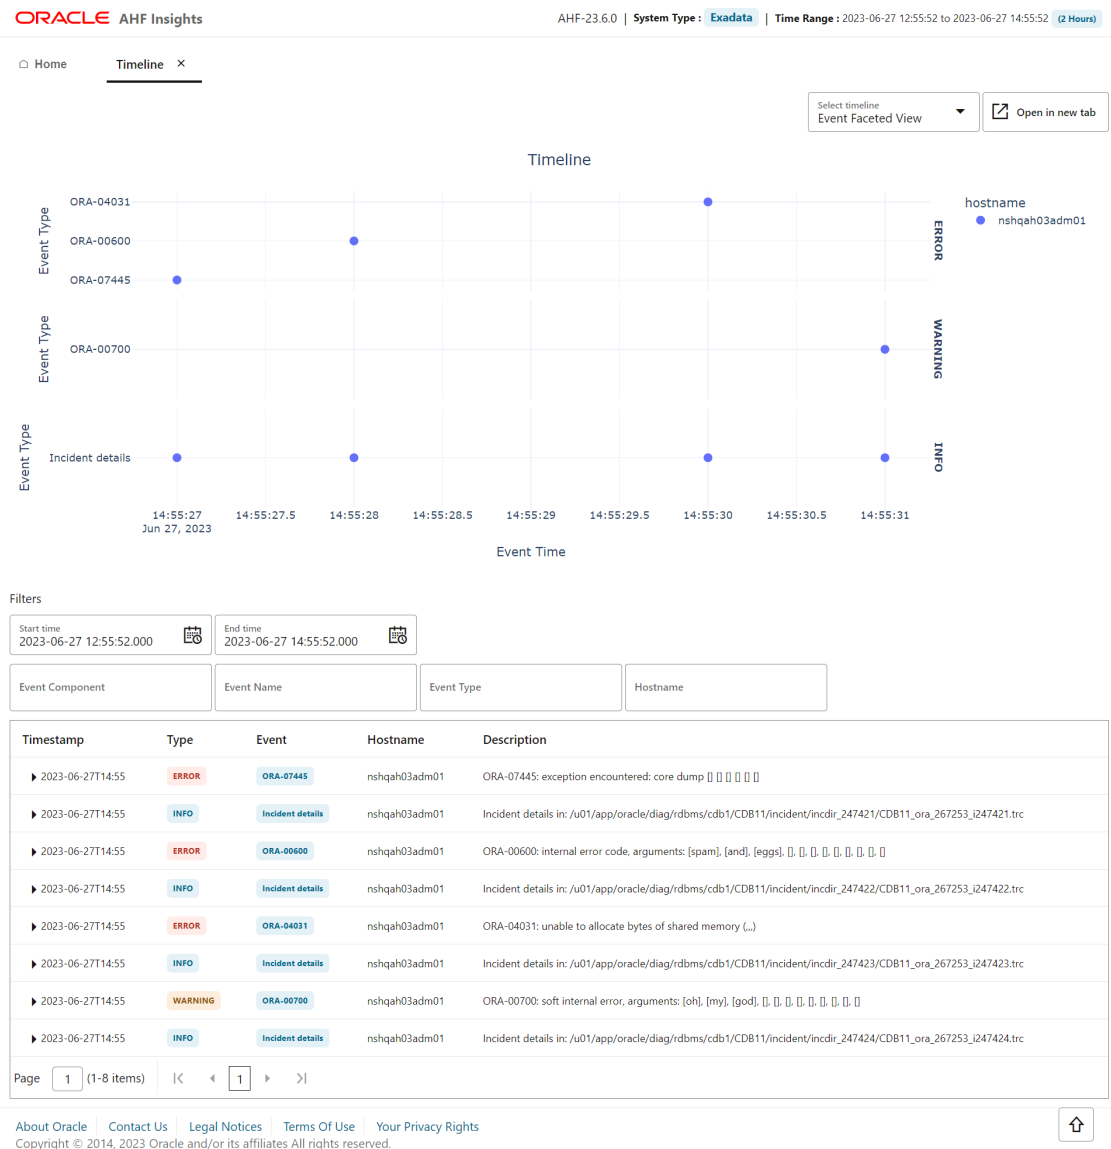 ORACLE AHF Insights
AHF-23.6.0 | System Type : Exadata | Time Range : 2023-06-27 12:55:52 to 2023-06-27 14:55:52 (2 Hours)
Home Timeline ×
Select timeline
Event Faceted View
Open in new tab
Timeline
Event Type
ORA-04031
ORA-00600
ORA-07445
ERROR
hostname
nshqah03adm01
Event Type
ORA-00700
WARNING
Event Type
Incident details
INFO
14:55:27 14:55:27.5 14:55:28 14:55:28.5 14:55:29 14:55:29.5 14:55:30 14:55:30.5 14:55:31
Jun 27, 2023
Event Time
Filters
Start time
2023-06-27 12:55:52.000
End time
2023-06-27 14:55:52.000
Event Component Event Name Event Type Hostname
Timestamp Type Event Hostname Description
2023-06-27T14:55 ERROR ORA-07445 nshqah03adm01 ORA-07445: exception encountered: core dump [] [] [] [] [] []
2023-06-27T14:55 INFO Incident details nshqah03adm01 Incident details in: /u01/app/oracle/diag/rdbms/cdb1/CDB11/incident/incdir_247421/CDB11_ora_267253_i247421.trc
2023-06-27T14:55 ERROR ORA-00600 nshqah03adm01 ORA-00600: internal error code, arguments: [spam], [and], [eggs], [], [], [], [], [], [], [], [], []
2023-06-27T14:55 INFO Incident details nshqah03adm01 Incident details in: /u01/app/oracle/diag/rdbms/cdb1/CDB11/incident/incdir_247422/CDB11_ora_267253_i247422.trc
2023-06-27T14:55 ERROR ORA-04031 nshqah03adm01 ORA-04031: unable to allocate bytes of shared memory (,,,)
2023-06-27T14:55 INFO Incident details nshqah03adm01 Incident details in: /u01/app/oracle/diag/rdbms/cdb1/CDB11/incident/incdir_247423/CDB11_ora_267253_i247423.trc
2023-06-27T14:55 WARNING ORA-00700 nshqah03adm01 ORA-00700: soft internal error, arguments: [oh], [my], [god], [], [], [], [], [], [], [], [], []
2023-06-27T14:55 INFO Incident details nshqah03adm01 Incident details in: /u01/app/oracle/diag/rdbms/cdb1/CDB11/incident/incdir_247424/CDB11_ora_267253_i247424.trc
Page 1 (1-8 items) 1
About Oracle Contact Us Legal Notices Terms Of Use Your Privacy Rights
Copyright © 2014, 2023 Oracle and/or its affiliates All rights reserved.